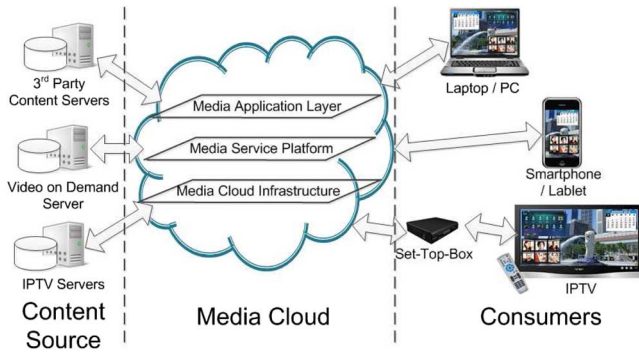 3rd Party
Content Servers
Video on Demand
Server
IPTV Servers
Content
Source
Media Application Layer
Media Service Platform
Media Cloud Infrastructure
Media Cloud
Laptop / PC
Smartphone
/ Lablet
Set-Top-Box
IPTV
Consumers